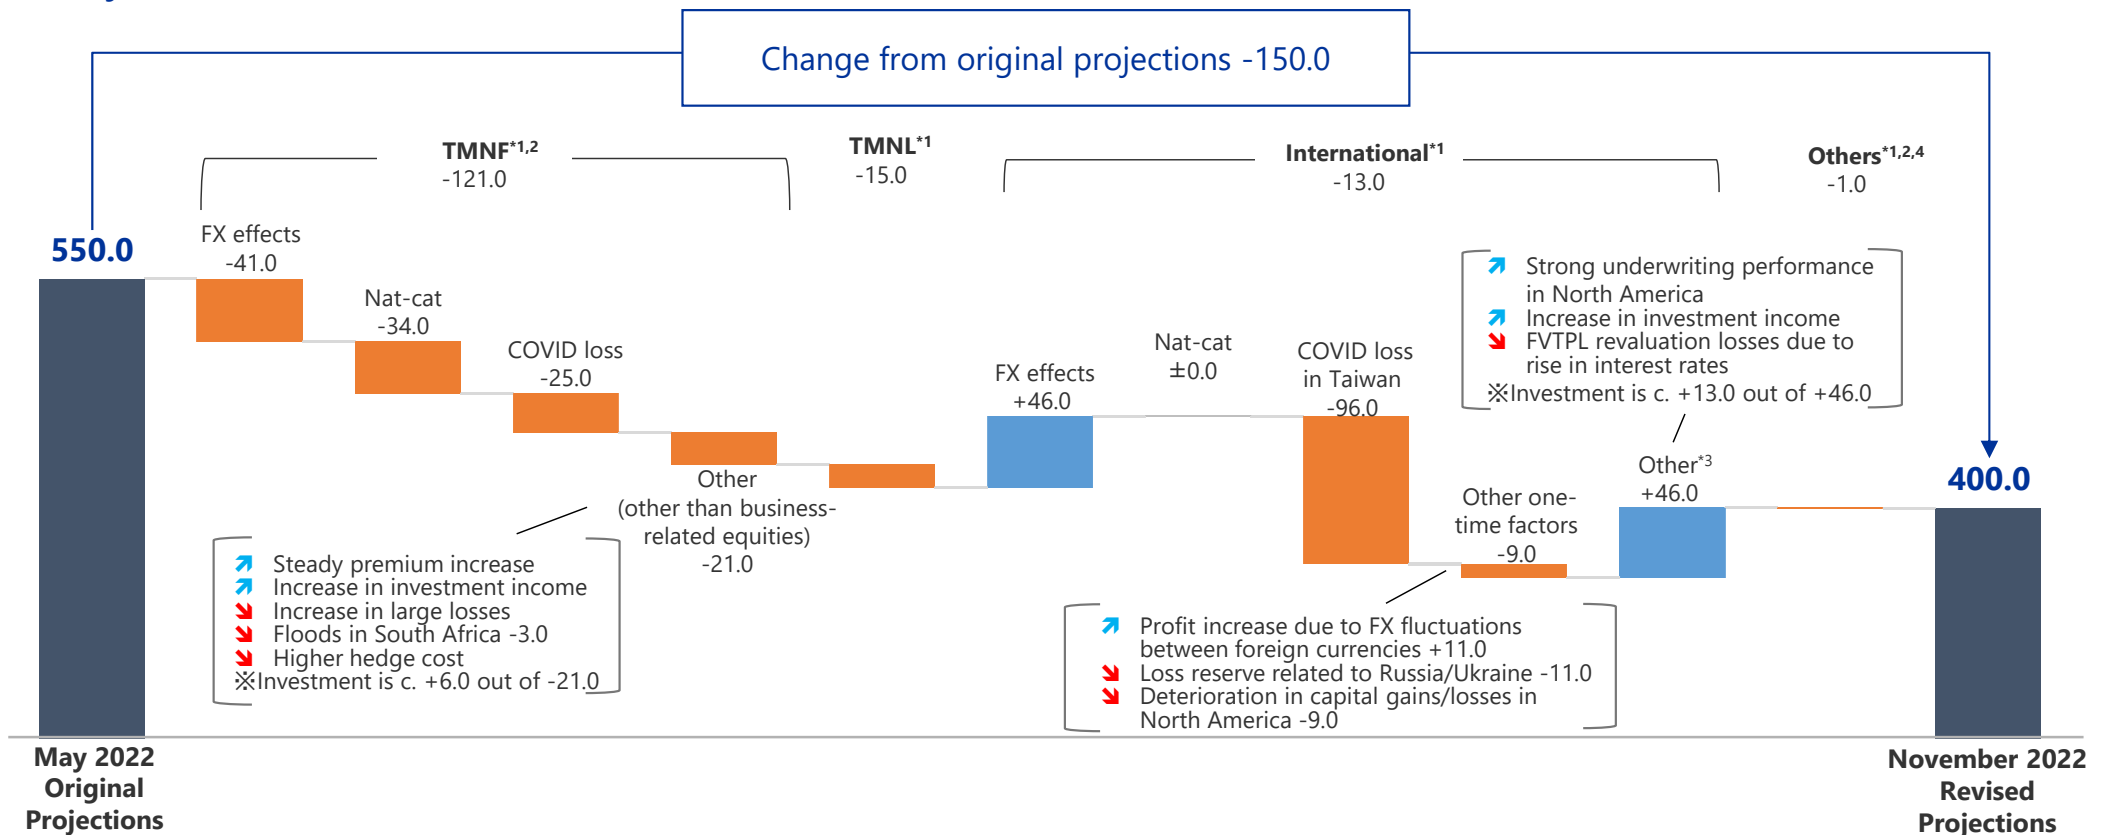 Change from original projections -150.0
TMNF*1,2
-121.0
TMNL*1
-15.0
International*1
-13.0
Others*1,2,4
-1.0
550.0
FX effects
-41.0
Nat-cat
-34.0
COVID loss
-25.0
Other
(other than business-
related equities)
-21.0
Steady premium increase
Increase in investment income
Increase in large losses
Floods in South Africa -3.0
Higher hedge cost
※Investment is c. +6.0 out of -21.0
FX effects
+46.0
Nat-cat
±0.0
COVID loss
in Taiwan
-96.0
Other one-
time factors
-9.0
Profit increase due to FX fluctuations
between foreign currencies +11.0
Loss reserve related to Russia/Ukraine -11.0
Deterioration in capital gains/losses in
North America -9.0
Strong underwriting performance
in North America
Increase in investment income
FVTPL revaluation losses due to
rise in interest rates
※Investment is c. +13.0 out of +46.0
Other*3
+46.0
400.0
May 2022
Original
Projections
November 2022
Revised
Projections